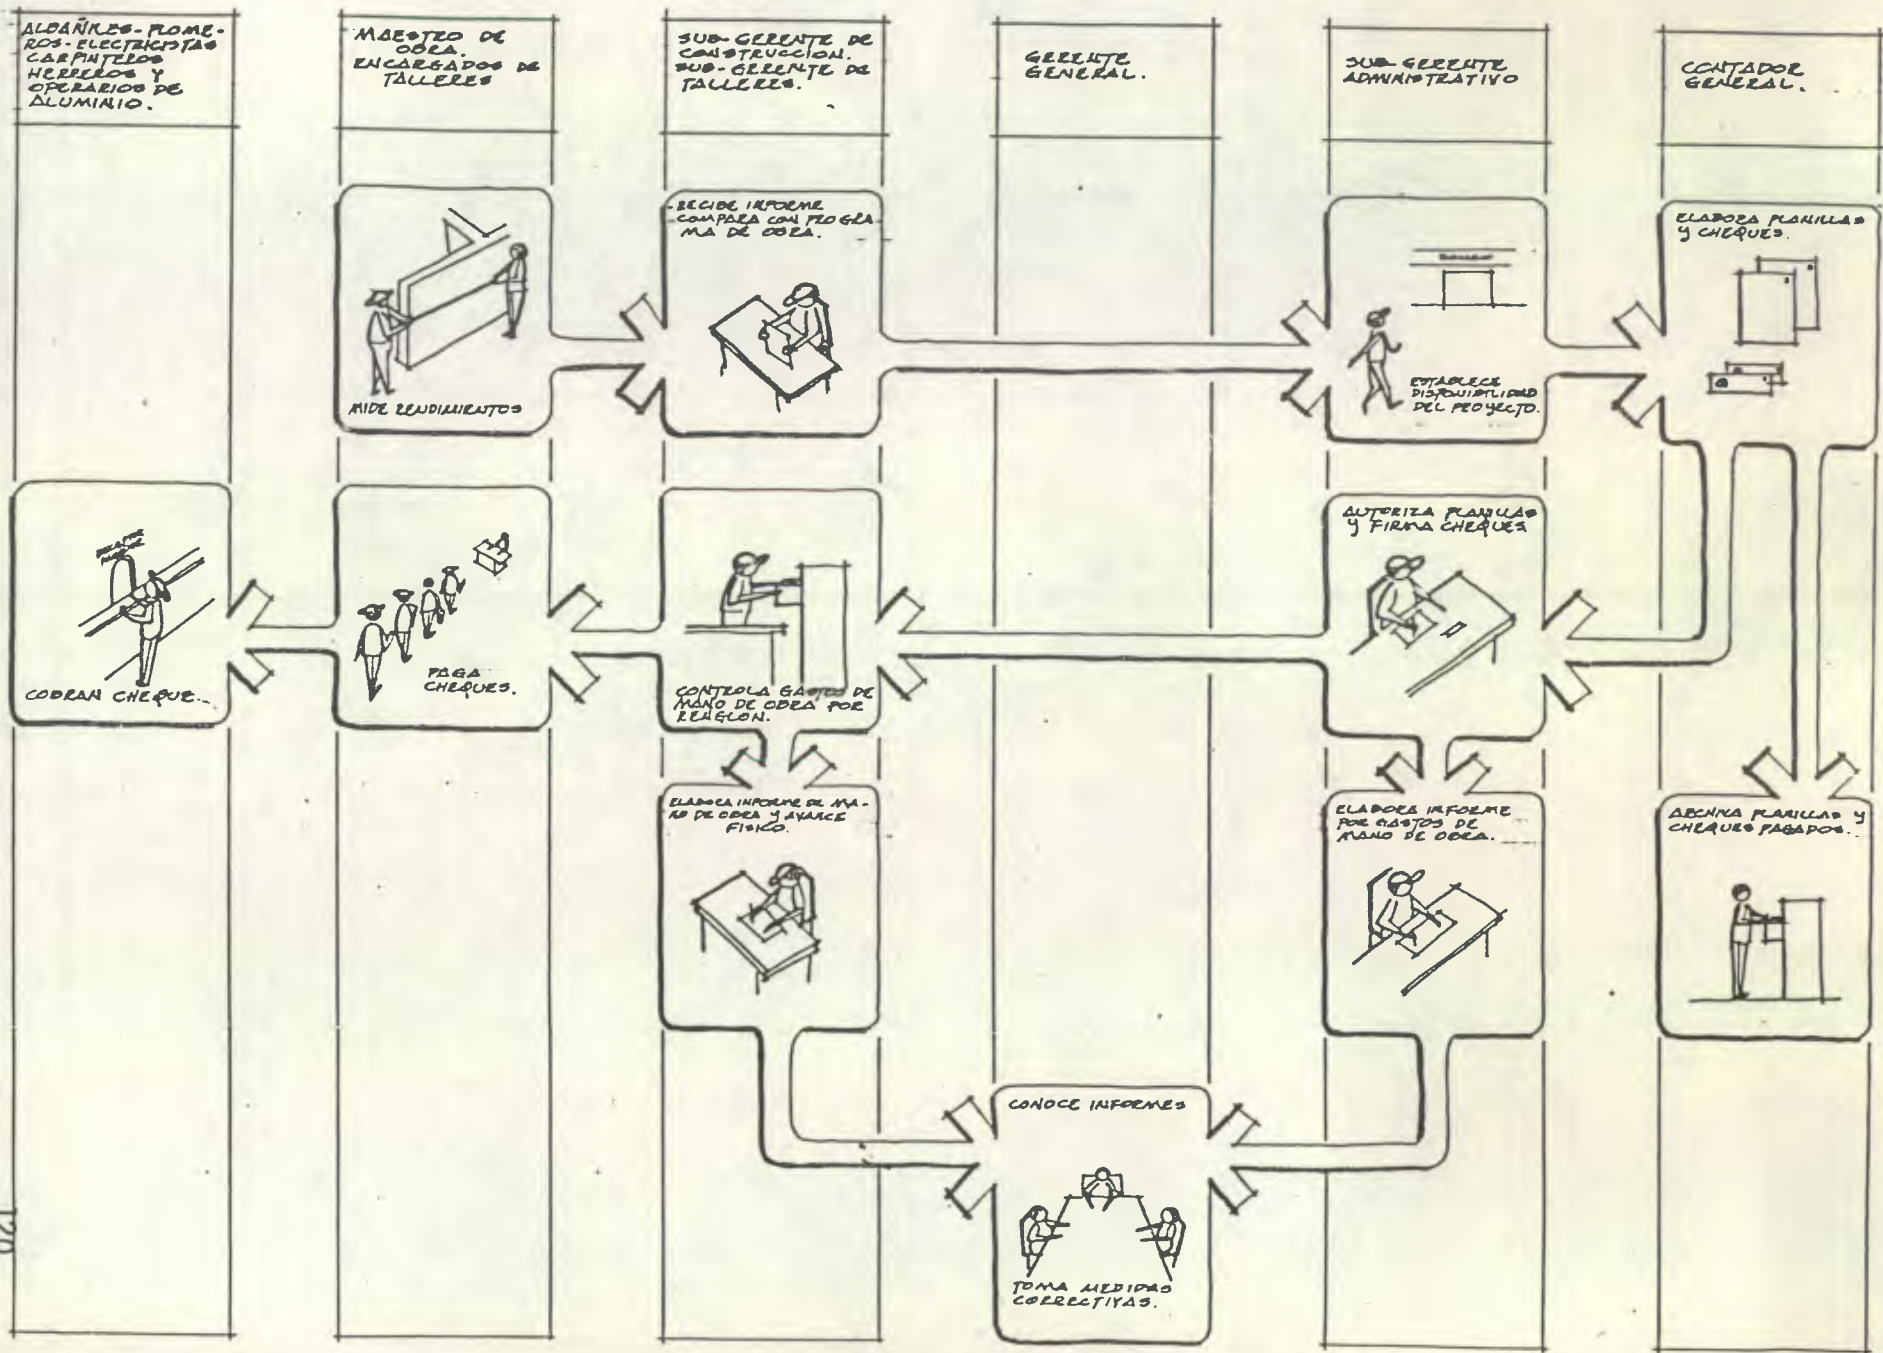 ALBAÑILES-PLOME-
ROS-ELECTRICISTAS
CARPINTEROS
HERREROS Y
OPERARIOS DE
ALUMINIO.
MAESTRO DE
OBRA.
ENCARGADOS DE
TALLERES
SUB-GERENTE DE
CONSTRUCCION.
SUB-GERENTE DE
TALLERES.
GERENTE
GENERAL.
SUB GERENTE
ADMINISTRATIVO
CONTADOR
GENERAL.
MIDE RENDIMIENTOS
RECIBE INFORME
COMPARA CON PROGRA
MA DE OBRA.
ESTABLECE
DISPONIBILIDAD
DEL PROYECTO.
ELABORA PLANILLAS
Y CHEQUES.
COBRAN CHEQUE.
PAGA
CHEQUES.
CONTROLA GASTOS DE
MANO DE OBRA POR
RENGLON.
AUTORIZA PLANILLAS
Y FIRMA CHEQUES
ELABORA INFORME DE MA-
NO DE OBRA Y AVANCE
FISICO.
ELABORA INFORME
POR GASTOS DE
MANO DE OBRA.
ARCHIVA PLANILLAS Y
CHEQUES PAGADOS.
CONOCE INFORMES
TOMA MEDIDAS
CORRECTIVAS.